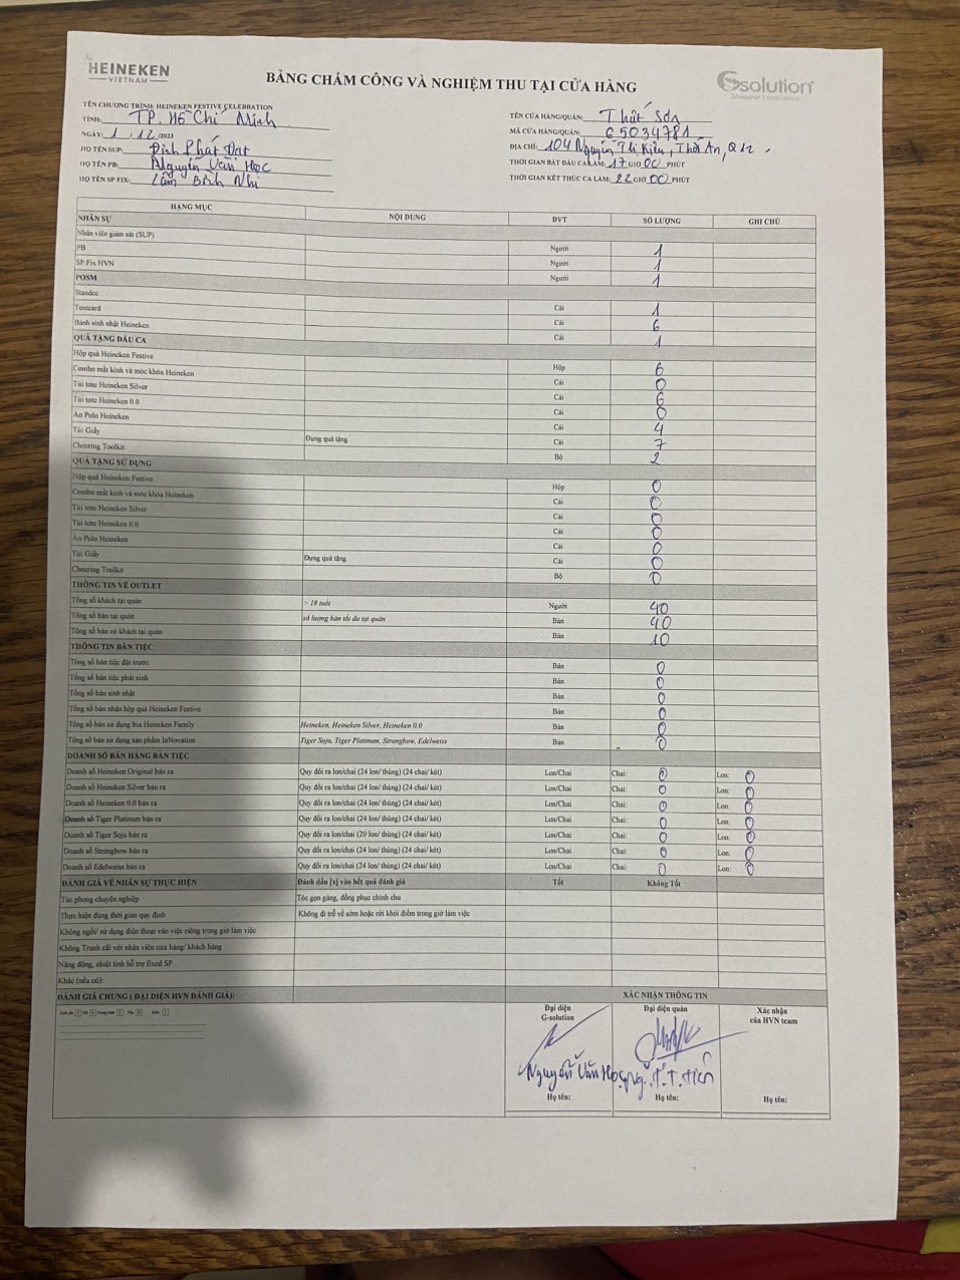 HEINEKEN
VIETNAM
BẢNG CHẤM CÔNG VÀ NGHIỆM THU TẠI CỬA HÀNG
Gsolution
Shopper Experience
TÊN CHƯƠNG TRÌNH: HEINEKEN FESTIVE CELEBRATION
TỈNH: TP. Hồ Chí Minh
NGÀY: 1 / 12 /2023
HỌ TÊN SUP: Đinh Phát Đạt
HỌ TÊN PB: Nguyễn Văn Học
HỌ TÊN SP FIX: Lâm Bình Nhi
TÊN CỬA HÀNG/QUÁN: Thất Sơn
MÃ CỬA HÀNG/QUÁN: 65034781
ĐỊA CHỈ: 104 Nguyễn Thị Kiểu, Thới An, Q12.
THỜI GIAN BẮT ĐẦU CA LÀM: 17 GIỜ 00 PHÚT
THỜI GIAN KẾT THÚC CA LÀM: 22 GIỜ 00 PHÚT
HẠNG MỤC NỘI DUNG ĐVT SỐ LƯỢNG GHI CHÚ
NHÂN SỰ
Nhân viên giám sát (SUP) Người 1
PB Người 1
SP Fix HVN Người 1
POSM
Standee Cái 1
Tentcard Cái 6
Bánh sinh nhật Heineken Cái 1
QUÀ TẶNG ĐẦU CA
Hộp quà Heineken Festive Hộp 6
Combo mắt kính và móc khóa Heineken Cái 0
Túi tote Heineken Silver Cái 6
Túi tote Heineken 0.0 Cái 0
Áo Polo Heineken Cái 4
Túi Giấy Đựng quà tặng Cái 7
Cheering Toolkit Bộ 2
QUÀ TẶNG SỬ DỤNG
Hộp quà Heineken Festive Hộp 0
Combo mắt kính và móc khóa Heineken Cái 0
Túi tote Heineken Silver Cái 0
Túi tote Heineken 0.0 Cái 0
Áo Polo Heineken Cái 0
Túi Giấy Đựng quà tặng Cái 0
Cheering Toolkit Bộ 0
THÔNG TIN VỀ OUTLET
Tổng số khách tại quán > 18 tuổi Người 40
Tổng số bàn tại quán số lượng bàn tối đa tại quán Bàn 40
Tổng số bàn có khách tại quán Bàn 10
THÔNG TIN BÀN TIỆC
Tổng số bàn tiệc đặt trước Bàn 0
Tổng số bàn tiệc phát sinh Bàn 0
Tổng số bàn sinh nhật Bàn 0
Tổng số bàn nhận hộp quà Heineken Festive Bàn 0
Tổng số bàn sử dụng bia Heineken Family Heineken, Heineken Silver, Heineken 0.0 Bàn 0
Tổng số bàn sử dụng sản phẩm InNovation Tiger Soju, Tiger Platinum, Strongbow, Edelweiss Bàn 0
DOANH SỐ BÁN HÀNG BÀN TIỆC
Doanh số Heineken Original bán ra Quy đổi ra lon/chai (24 lon/ thùng) (24 chai/ két) Lon/Chai Chai: 0 Lon: 0
Doanh số Heineken Silver bán ra Quy đổi ra lon/chai (24 lon/ thùng) (24 chai/ két) Lon/Chai Chai: 0 Lon: 0
Doanh số Heineken 0.0 bán ra Quy đổi ra lon/chai (24 lon/ thùng) (24 chai/ két) Lon/Chai Chai: 0 Lon: 0
Doanh số Tiger Platinum bán ra Quy đổi ra lon/chai (24 lon/ thùng) (24 chai/ két) Lon/Chai Chai: 0 Lon: 0
Doanh số Tiger Soju bán ra Quy đổi ra lon/chai (20 lon/ thùng) (24 chai/ két) Lon/Chai Chai: 0 Lon: 0
Doanh số Strongbow bán ra Quy đổi ra lon/chai (24 lon/ thùng) (24 chai/ két) Lon/Chai Chai: 0 Lon: 0
Doanh số Edelweiss bán ra Quy đổi ra lon/chai (24 lon/ thùng) (24 chai/ két) Lon/Chai Chai: 0 Lon: 0
ĐÁNH GIÁ VỀ NHÂN SỰ THỰC HIỆN Đánh dấu [x] vào kết quả đánh giá Tốt Không Tốt
Tác phong chuyên nghiệp Tóc gọn gàng, đồng phục chỉnh chu
Thực hiện đúng thời gian quy định Không đi trễ về sớm hoặc rời khỏi điểm trong giờ làm việc
Không ngồi/ sử dụng điện thoại vào việc riêng trong giờ làm việc
Không Tranh cãi với nhân viên cửa hàng/ khách hàng
Năng động, nhiệt tình hỗ trợ fixed SP
Khác (nếu có):
ĐÁNH GIÁ CHUNG ( ĐẠI DIỆN HVN ĐÁNH GIÁ): XÁC NHẬN THÔNG TIN
Đại diện
G-solution
Đại diện quán
Xác nhận
của HVN team
Nguyễn Văn Học
ng. T. T. Hiền
Họ tên: Họ tên: Họ tên: